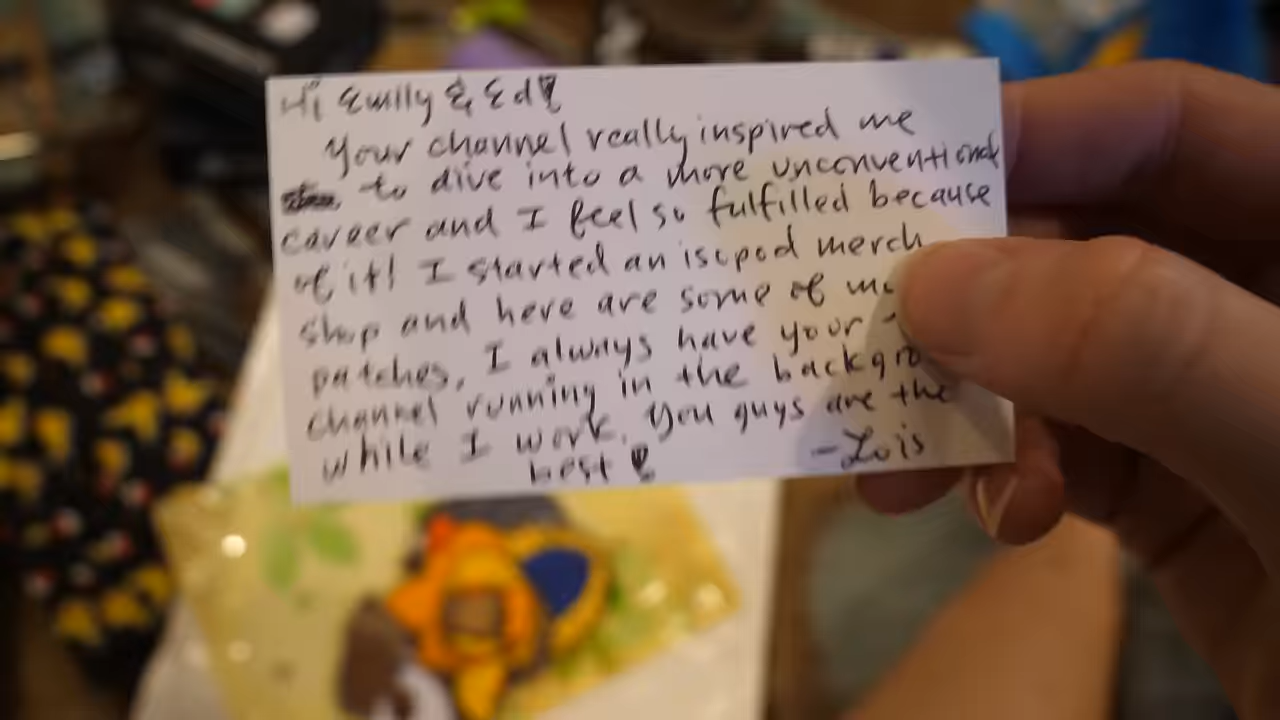 Hi Emily & Ed
Your channel really inspired me
to dive into a more unconventional
career and I feel so fulfilled because
of it! I started an isopod merch
shop and here are some of
patches. I always have your
channel running in the
while I work. You guys are the
best
-Lois